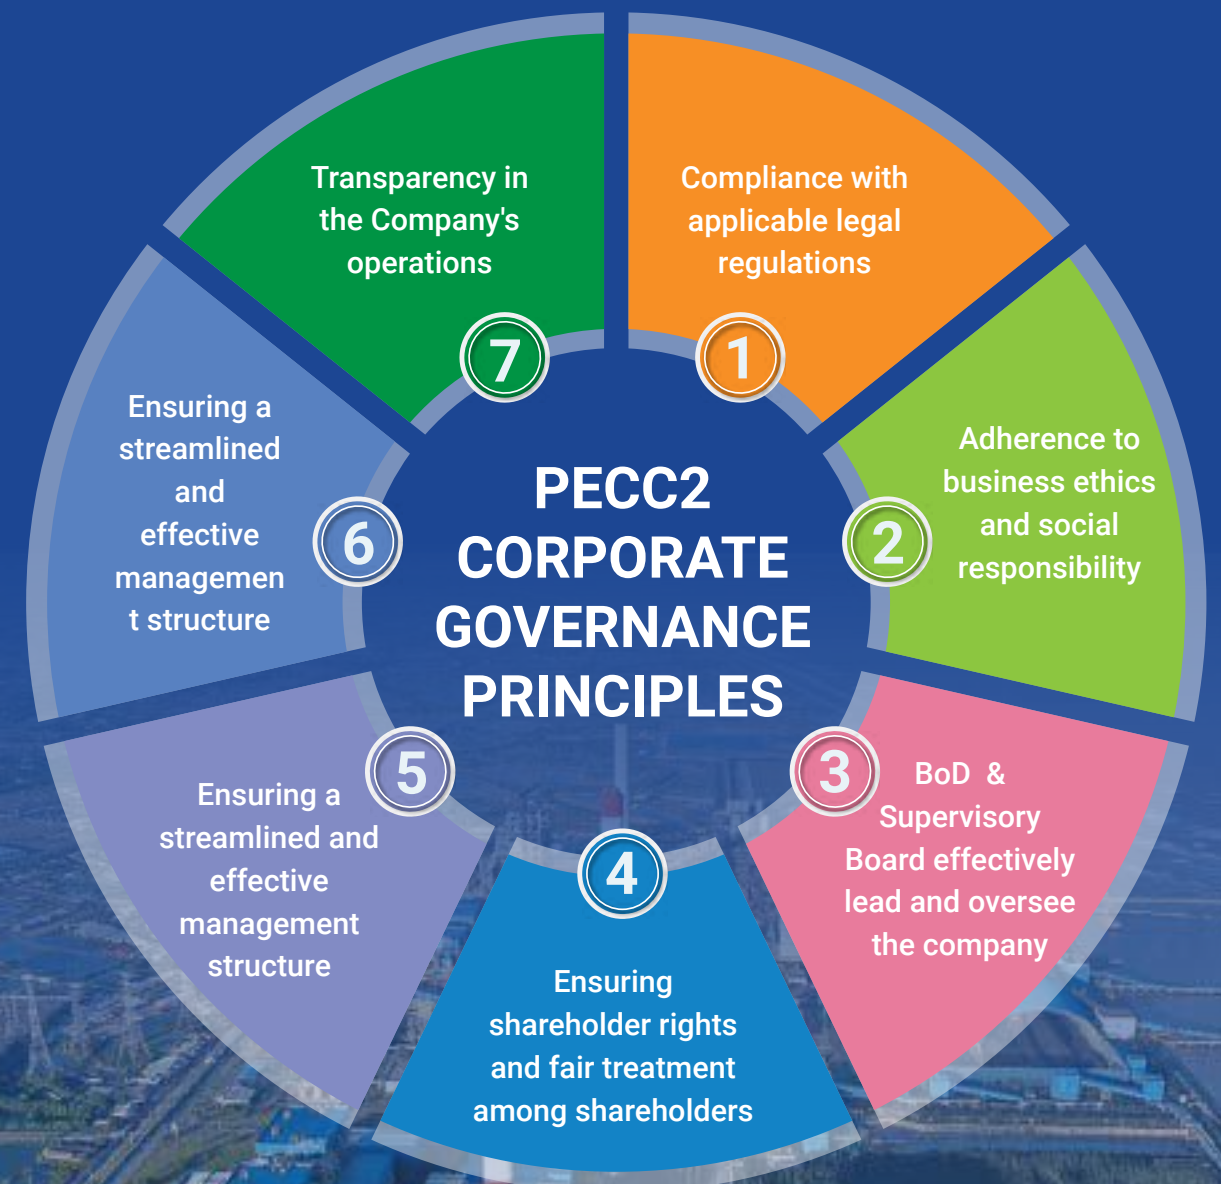 PECC2
CORPORATE
GOVERNANCE
PRINCIPLES
1
Compliance with
applicable legal
regulations
2
Adherence to
business ethics
and social
responsibility
3
BoD &
Supervisory
Board effectively
lead and oversee
the company
4
Ensuring
shareholder rights
and fair treatment
among shareholders
5
Ensuring a
streamlined and
effective
management
structure
6
Ensuring a
streamlined
and
effective
managemen
t structure
7
Transparency in
the Company's
operations